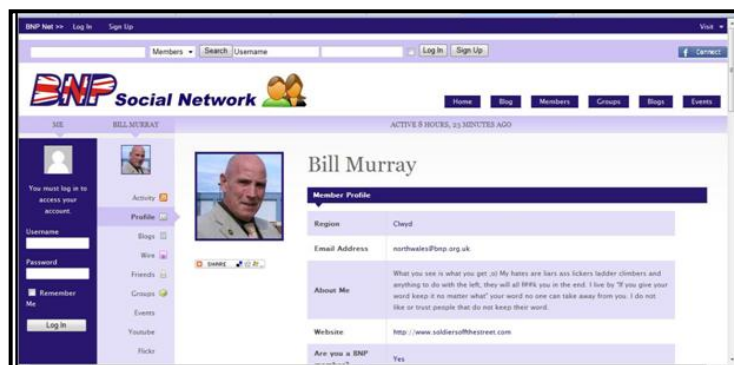 BNP Net >> Log In Sign Up Visit
Members Search Username Log In Sign Up Connect
BNP Social Network
Home Blog Members Groups Blogs Events
ME BILL MURRAY ACTIVE 8 HOURS, 23 MINUTES AGO
You must log in to
access your
account.
Username
Password
Remember
Me
Log In
Activity
Profile
Blogs
Wire
Friends
Groups
Events
Youtube
Flickr
SHARE
Bill Murray
Member Profile
Region Clwyd
Email Address northwales@bnp.org.uk.
About Me
What you see is what you get ;o) My hates are liars ass lickers ladder climbers and
anything to do with the left, they will all f##k you in the end. I live by "If you give your
word keep it no matter what" your word no one can take away from you. I do not
like or trust people that do not keep their word.
Website http://www.soldiersoffthestreet.com
Are you a BNP
member? Yes